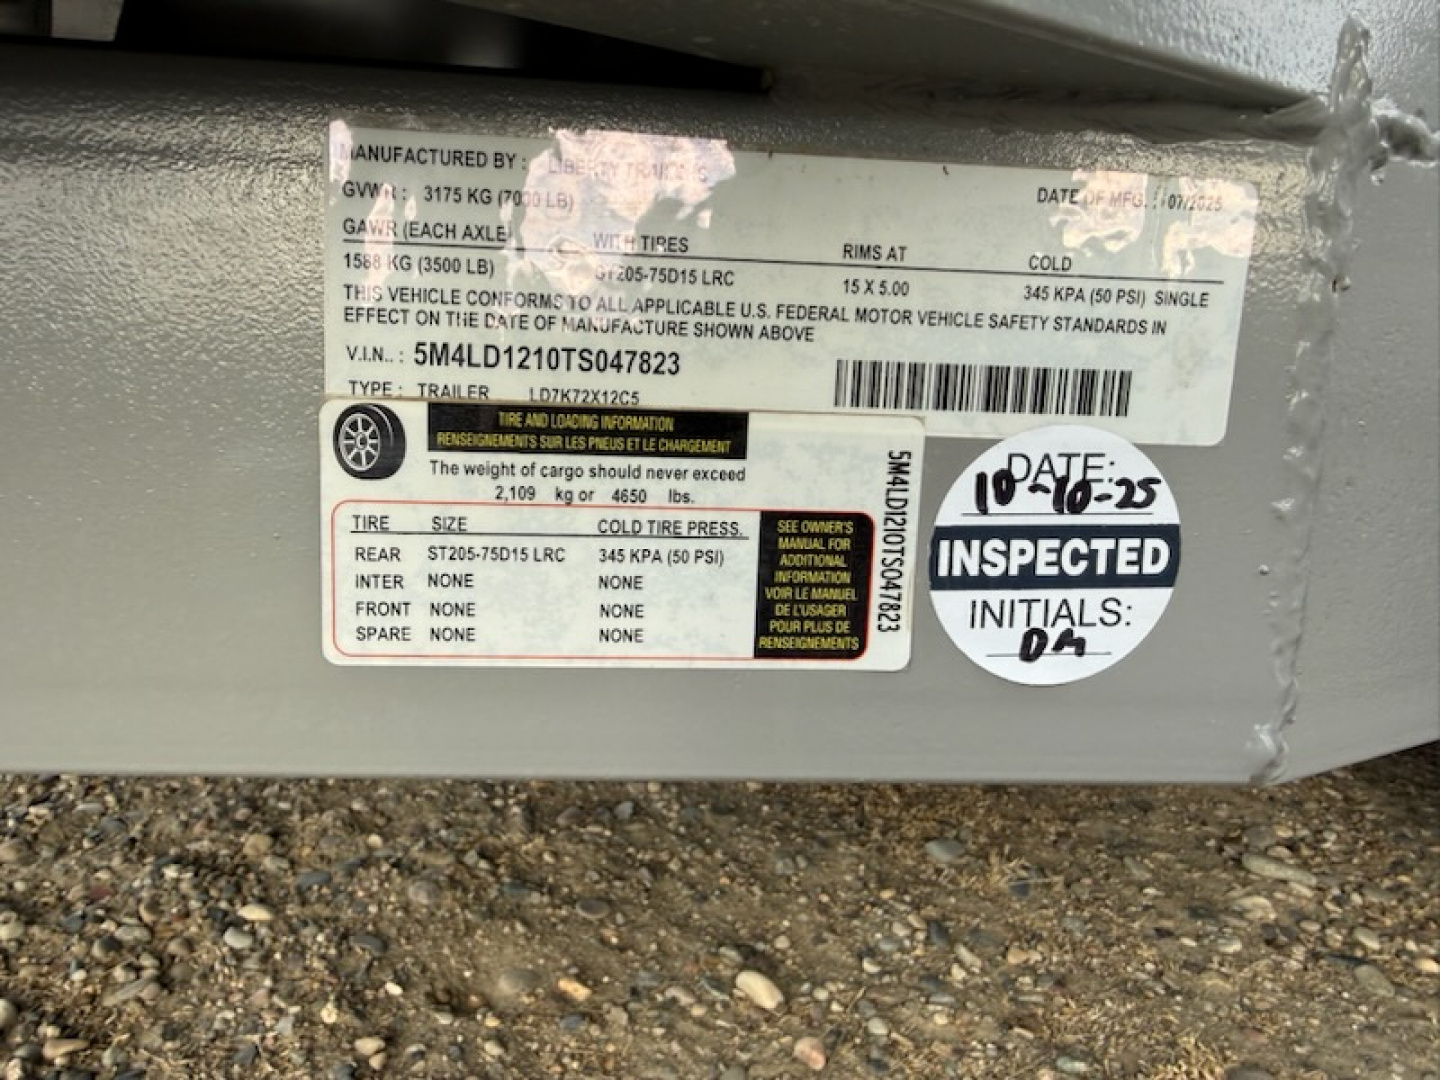 MANUFACTURED BY : LIBERTY TRAILERS
GVWR : 3175 KG (7000 LB)
DATE OF MFG. : 07/2025
GAWR (EACH AXLE) WITH TIRES RIMS AT COLD
1588 KG (3500 LB) ST205-75D15 LRC 15 X 5.00 345 KPA (50 PSI) SINGLE
THIS VEHICLE CONFORMS TO ALL APPLICABLE U.S. FEDERAL MOTOR VEHICLE SAFETY STANDARDS IN
EFFECT ON THE DATE OF MANUFACTURE SHOWN ABOVE
V.I.N.. : 5M4LD1210TS047823
TYPE : TRAILER LD7K72X12C5
TIRE AND LOADING INFORMATION
RENSEIGNEMENTS SUR LES PNEUS ET LE CHARGEMENT
The weight of cargo should never exceed
2,109 kg or 4650 lbs.
TIRE SIZE COLD TIRE PRESS.
REAR ST205-75D15 LRC 345 KPA (50 PSI)
INTER NONE NONE
FRONT NONE NONE
SPARE NONE NONE
SEE OWNER'S
MANUAL FOR
ADDITIONAL
INFORMATION
VOIR LE MANUEL
DE L'USAGER
POUR PLUS DE
RENSEIGNEMENTS
5M4LD1210TS047823
DATE:
10-10-25
INSPECTED
INITIALS:
DM